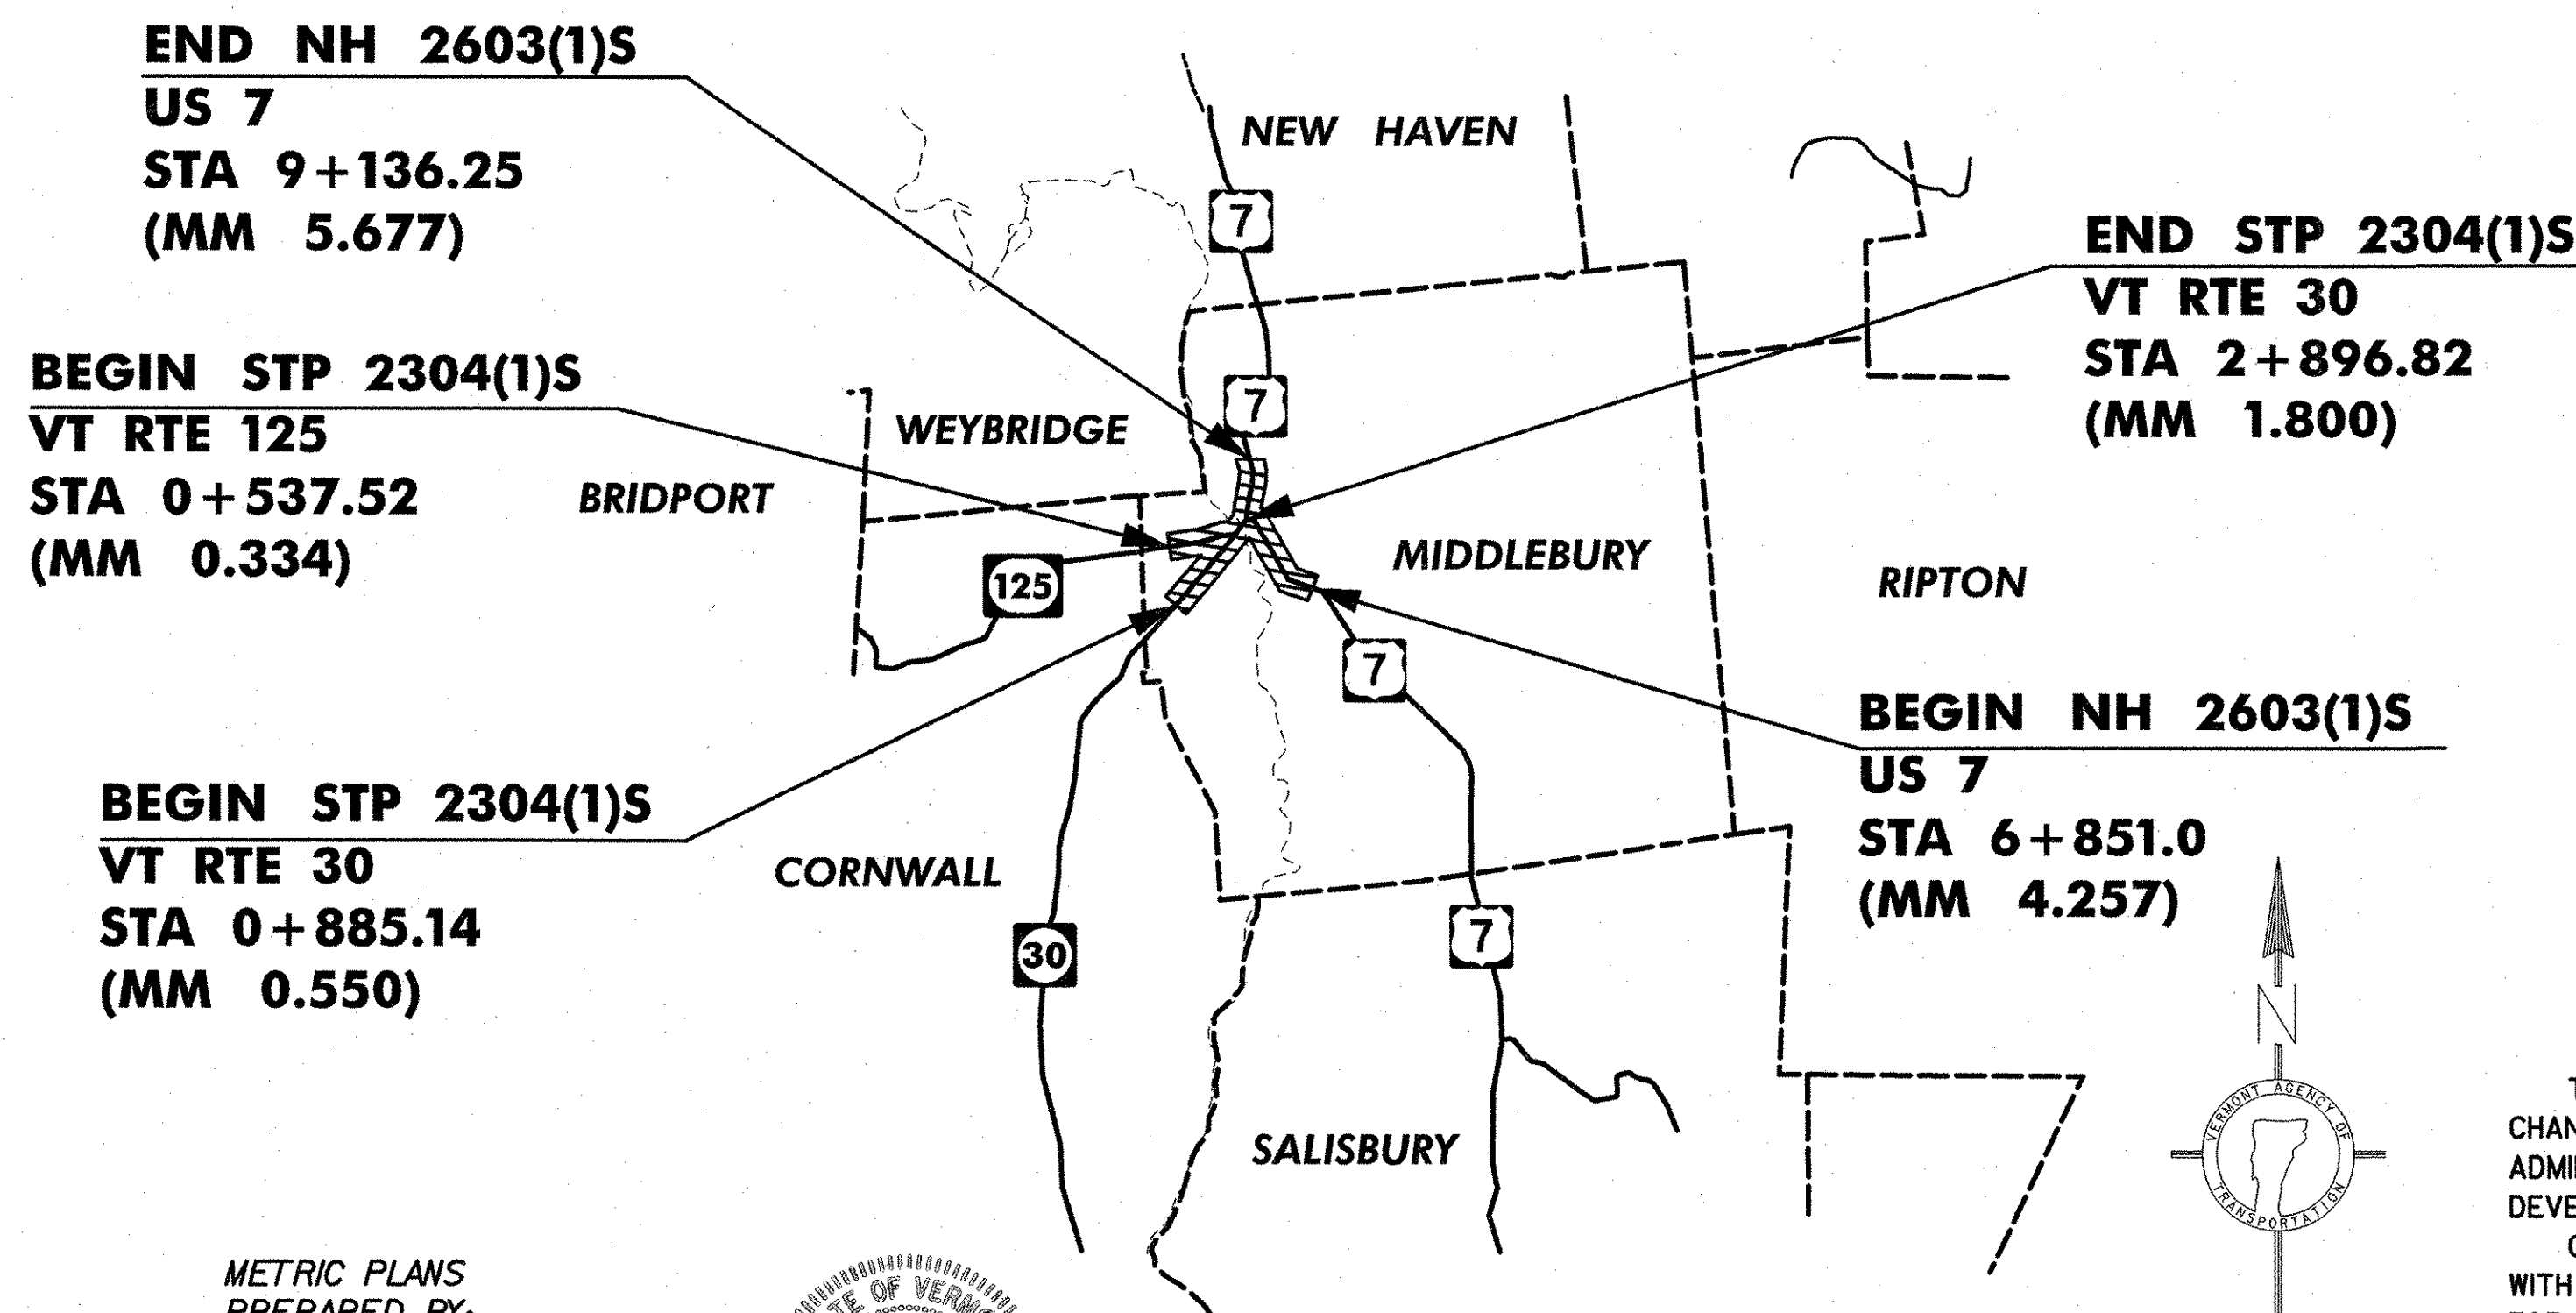 END NH 2603(1)S
US 7
STA 9+136.25
(MM 5.677)
NEW HAVEN
7
END STP 2304(1)S
VT RTE 30
STA 2+896.82
(MM 1.800)
BEGIN STP 2304(1)S
VT RTE 125
STA 0+537.52
(MM 0.334)
7
WEYBRIDGE
BRIDPORT
MIDDLEBURY
125
RIPTON
7
BEGIN NH 2603(1)S
US 7
STA 6+851.0
(MM 4.257)
BEGIN STP 2304(1)S
VT RTE 30
STA 0+885.14
(MM 0.550)
CORNWALL
30
7
N
VERMONT AGENCY OF
TRANSPORTATION
SALISBURY
METRIC PLANS
PREPARED BY:
OF VERMO
CHAN
ADMI
DEVE
WITH